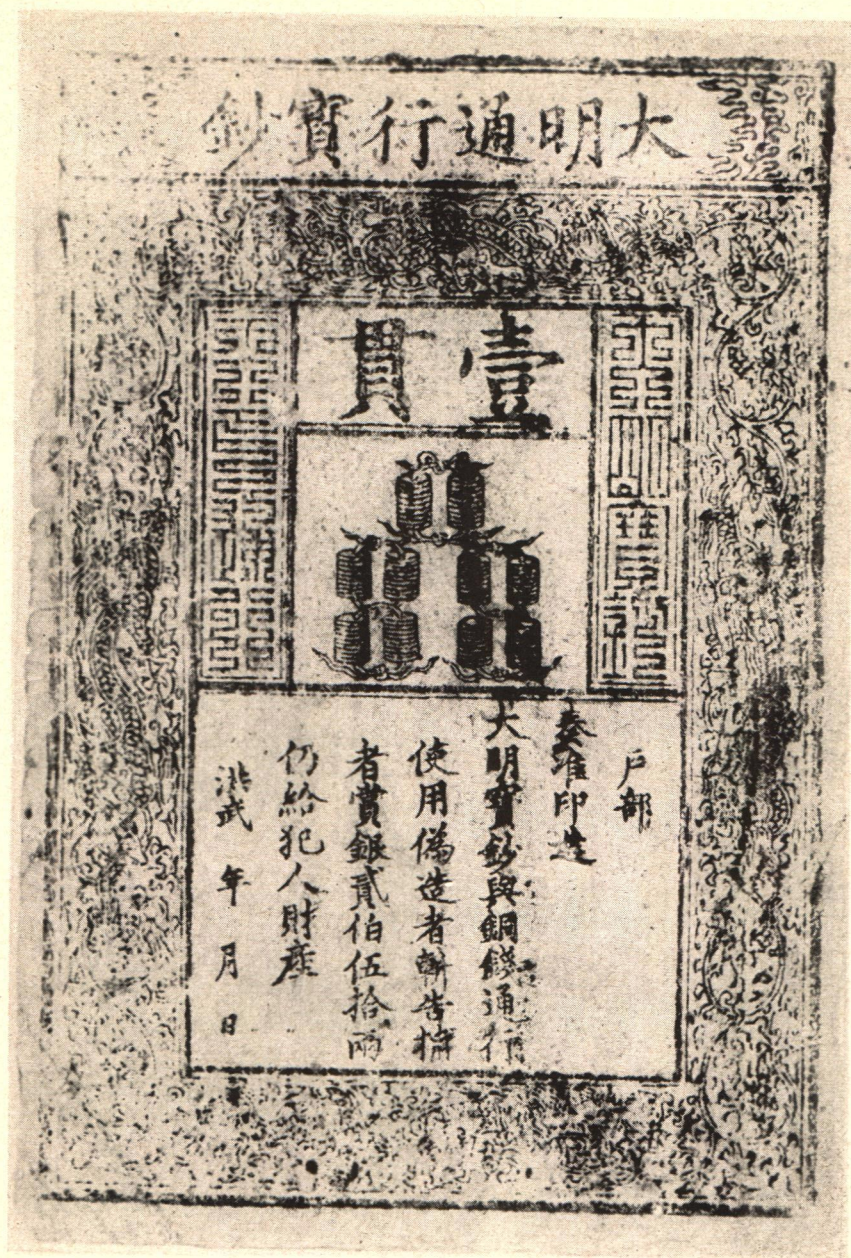 大明通行寶鈔
壹貫
户部
奏准印造
大明寶鈔與銅錢通行
使用僞造者斬告捕
者賞銀貳伯伍拾兩
仍給犯人財產
洪武 年 月 日